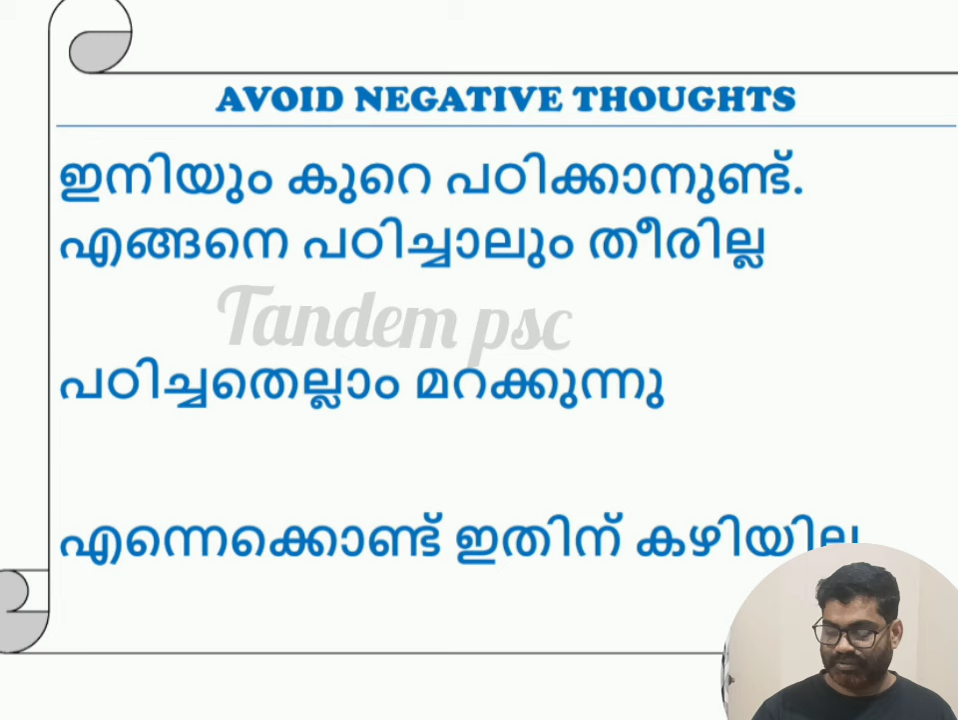 AVOID NEGATIVE THOUGHTS
ഇനിയും കുറെ പഠിക്കാനുണ്ട്.
എങ്ങനെ പഠിച്ചാലും തീരില്ല
Tandem psc
പഠിച്ചതെല്ലാം മറക്കുന്നു
എന്നെക്കൊണ്ട് ഇതിന്